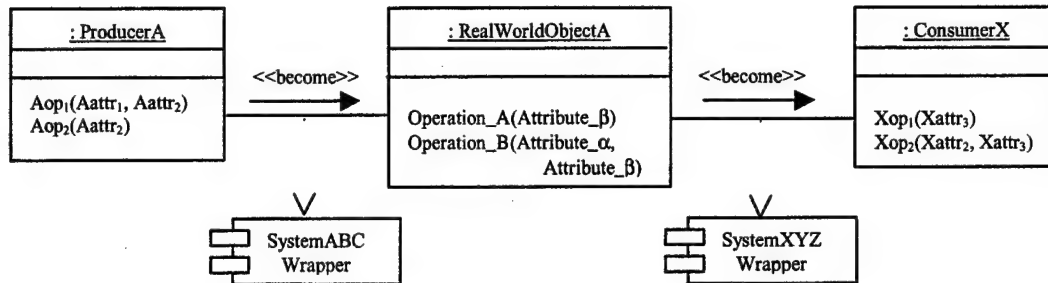 : ProducerA
Aop₁(Aattr₁, Aattr₂)
Aop₂(Aattr₂)
<<become>>
: RealWorldObjectA
Operation_A(Attribute_β)
Operation_B(Attribute_α,
Attribute_β)
<<become>>
: ConsumerX
Xop₁(Xattr₃)
Xop₂(Xattr₂, Xattr₃)
SystemABC
Wrapper
SystemXYZ
Wrapper